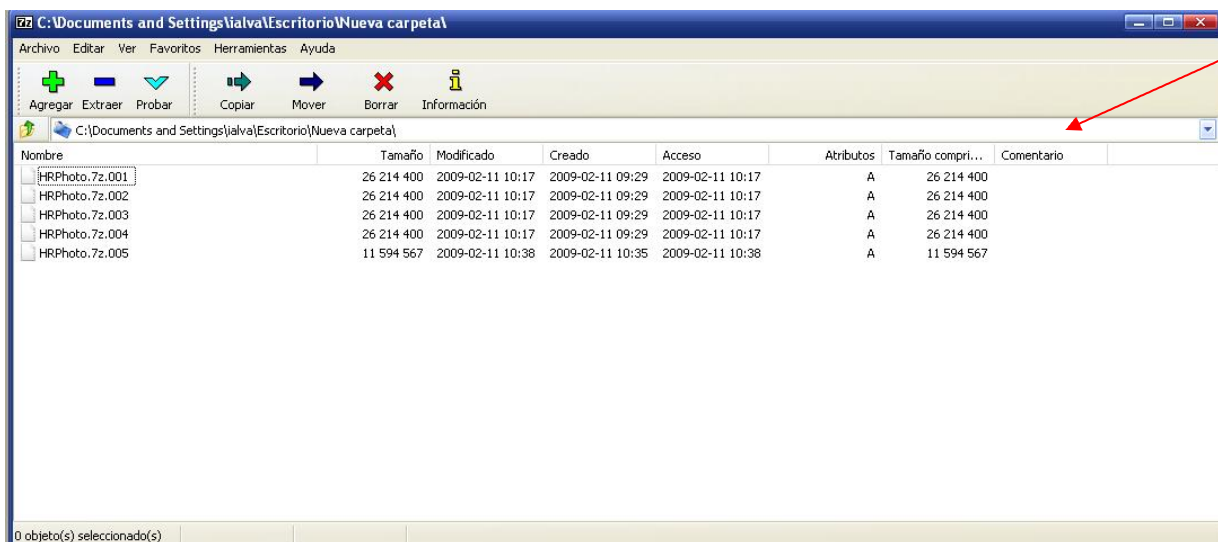 C:\Documents and Settings\ialva\Escritorio\Nueva carpeta\
Archivo Editar Ver Favoritos Herramientas Ayuda
Agregar Extraer Probar Copiar Mover Borrar Información
C:\Documents and Settings\ialva\Escritorio\Nueva carpeta\
Nombre Tamaño Modificado Creado Acceso Atributos Tamaño compri... Comentario
HRPhoto.7z.001 26 214 400 2009-02-11 10:17 2009-02-11 09:29 2009-02-11 10:17 A 26 214 400
HRPhoto.7z.002 26 214 400 2009-02-11 10:17 2009-02-11 09:29 2009-02-11 10:17 A 26 214 400
HRPhoto.7z.003 26 214 400 2009-02-11 10:17 2009-02-11 09:29 2009-02-11 10:17 A 26 214 400
HRPhoto.7z.004 26 214 400 2009-02-11 10:17 2009-02-11 09:29 2009-02-11 10:17 A 26 214 400
HRPhoto.7z.005 11 594 567 2009-02-11 10:38 2009-02-11 10:35 2009-02-11 10:38 A 11 594 567
0 objeto(s) seleccionado(s)